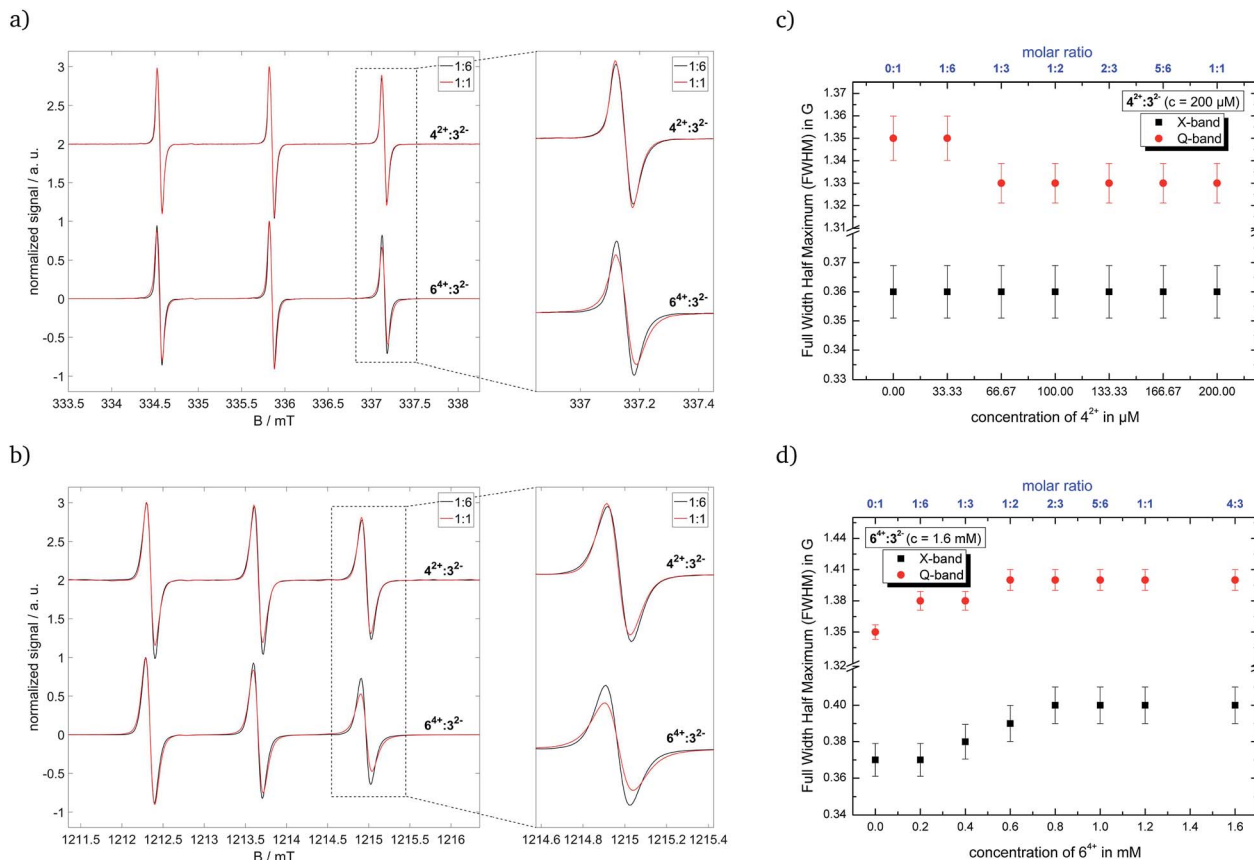 a)
normalized signal / a. u.
3
2
1
0
-0.5
-1
1:6
1:1
4²⁺:3²⁻
6⁴⁺:3²⁻
333.5 334 334.5 335 335.5 336 336.5 337 337.5 338
B / mT
1:6
1:1
4²⁺:3²⁻
6⁴⁺:3²⁻
337 337.2 337.4
b)
normalized signal / a. u.
3
2
1
0
-0.5
-1
1:6
1:1
4²⁺:3²⁻
6⁴⁺:3²⁻
1211.5 1212 1212.5 1213 1213.5 1214 1214.5 1215 1215.5 1216
B / mT
1:6
1:1
4²⁺:3²⁻
6⁴⁺:3²⁻
1214.6 1214.8 1215 1215.2 1215.4
c)
molar ratio
0:1 1:6 1:3 1:2 2:3 5:6 1:1
4²⁺:3²⁻ (c = 200 µM)
X-band
Q-band
Full Width Half Maximum (FWHM) in G
1.37
1.36
1.35
1.34
1.33
1.32
1.31
0.37
0.36
0.35
0.34
0.33
0.00 33.33 66.67 100.00 133.33 166.67 200.00
concentration of 4²⁺ in µM
d)
molar ratio
0:1 1:6 1:3 1:2 2:3 5:6 1:1 4:3
6⁴⁺:3²⁻ (c = 1.6 mM)
X-band
Q-band
Full Width Half Maximum (FWHM) in G
1.44
1.41
1.38
1.35
1.32
0.40
0.38
0.36
0.34
0.0 0.2 0.4 0.6 0.8 1.0 1.2 1.4 1.6
concentration of 6⁴⁺ in mM